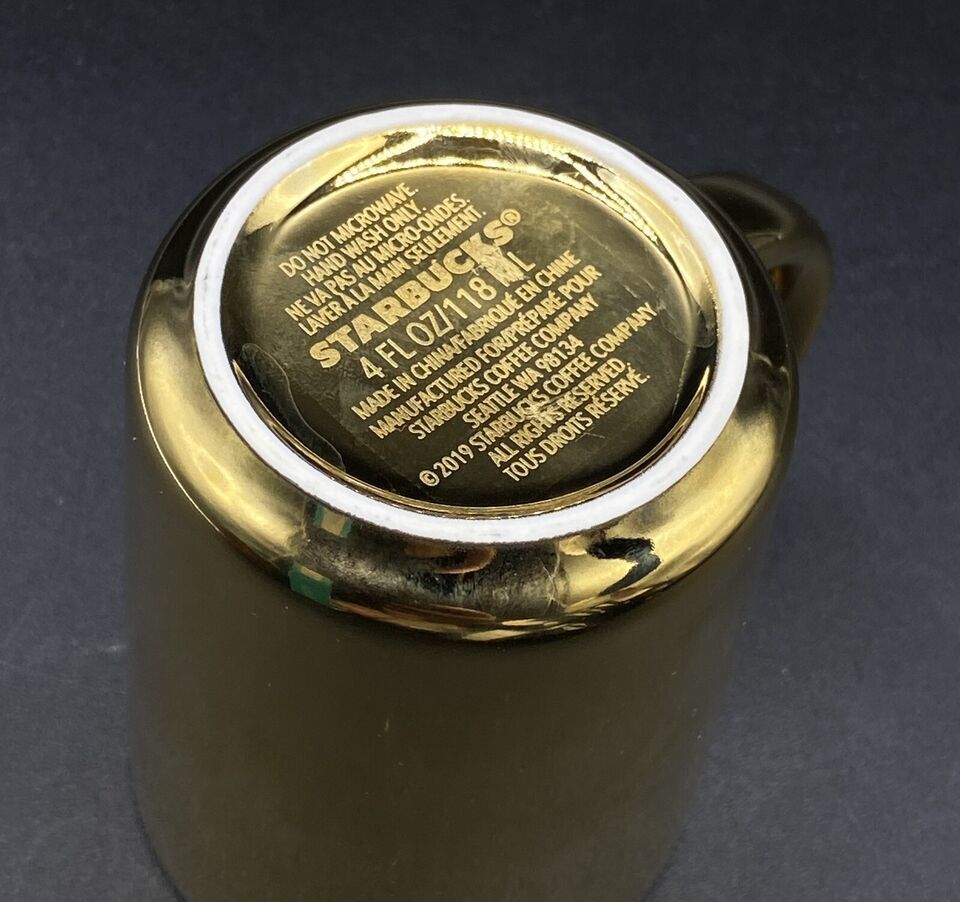 DO NOT MICROWAVE.
HAND WASH ONLY.
NE VA PAS AU MICRO-ONDES.
LAVER À LA MAIN SEULEMENT.
STARBUCKS®
4 FL OZ/118 L
MADE IN CHINA/FABRIQUÉ EN CHINE
MANUFACTURED FOR/PRÉPARÉ POUR
STARBUCKS COFFEE COMPANY
SEATTLE WA 98134
© 2019 STARBUCKS COFFEE COMPANY.
ALL RIGHTS RESERVED.
TOUS DROITS RÉSERVÉ.